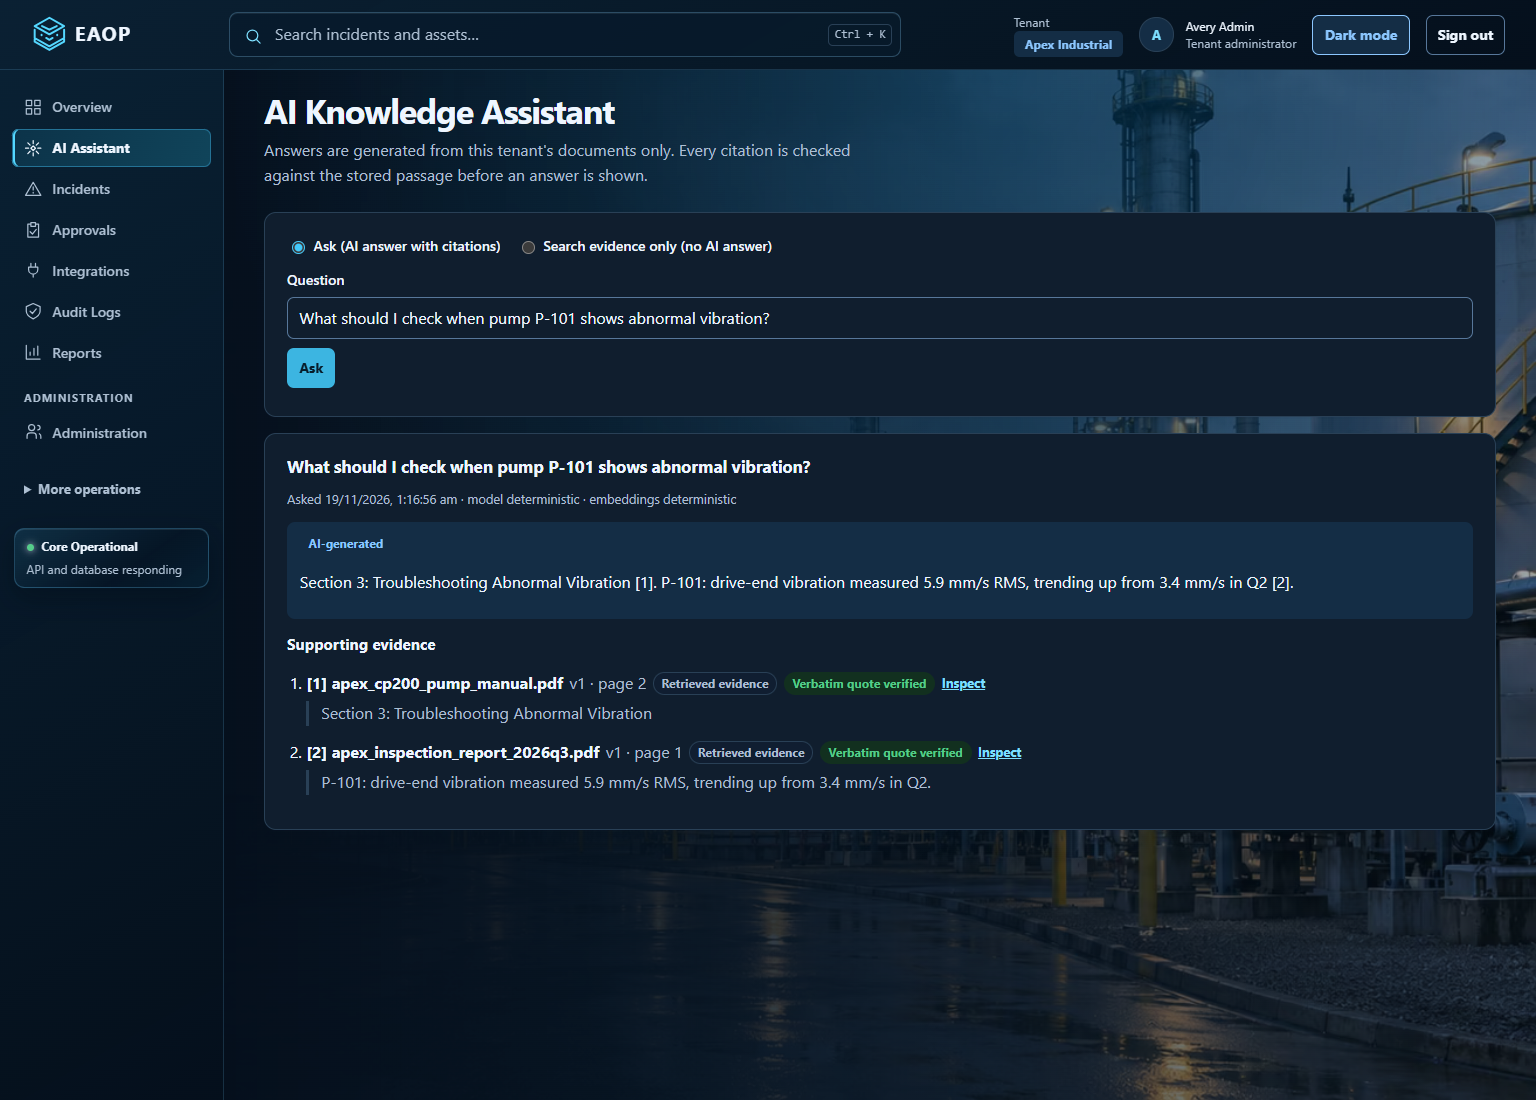 EAOP
Search incidents and assets...
Ctrl + K
Tenant
Apex Industrial
A
Avery Admin
Tenant administrator
Dark mode
Sign out
Overview
AI Assistant
Incidents
Approvals
Integrations
Audit Logs
Reports
ADMINISTRATION
Administration
More operations
Core Operational
API and database responding
AI Knowledge Assistant
Answers are generated from this tenant's documents only. Every citation is checked
against the stored passage before an answer is shown.
Ask (AI answer with citations)
Search evidence only (no AI answer)
Question
What should I check when pump P-101 shows abnormal vibration?
Ask
What should I check when pump P-101 shows abnormal vibration?
Asked 19/11/2026, 1:16:56 am · model deterministic · embeddings deterministic
AI-generated
Section 3: Troubleshooting Abnormal Vibration [1]. P-101: drive-end vibration measured 5.9 mm/s RMS, trending up from 3.4 mm/s in Q2 [2].
Supporting evidence
1. [1] apex_cp200_pump_manual.pdf v1 · page 2 Retrieved evidence Verbatim quote verified Inspect
Section 3: Troubleshooting Abnormal Vibration
2. [2] apex_inspection_report_2026q3.pdf v1 · page 1 Retrieved evidence Verbatim quote verified Inspect
P-101: drive-end vibration measured 5.9 mm/s RMS, trending up from 3.4 mm/s in Q2.